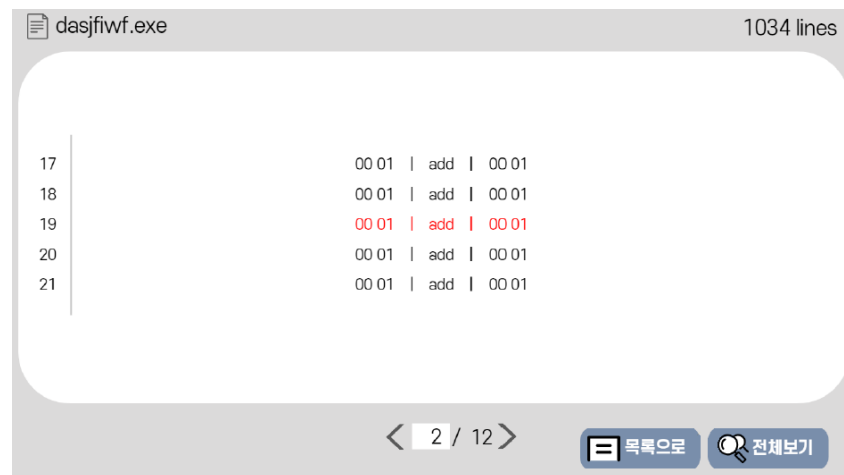 dasjfiwf.exe 1034 lines
17 00 01 | add | 00 01
18 00 01 | add | 00 01
19 00 01 | add | 00 01
20 00 01 | add | 00 01
21 00 01 | add | 00 01
< 2 / 12 >
목록으로 전체보기